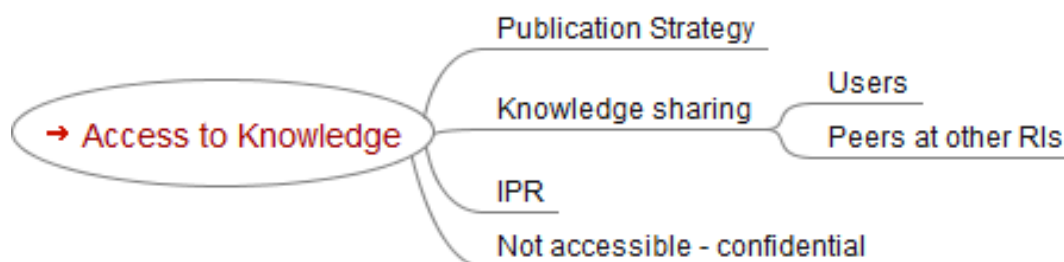 Publication Strategy
Users
Knowledge sharing
Peers at other RIs
➔ Access to Knowledge
IPR
Not accessible - confidential